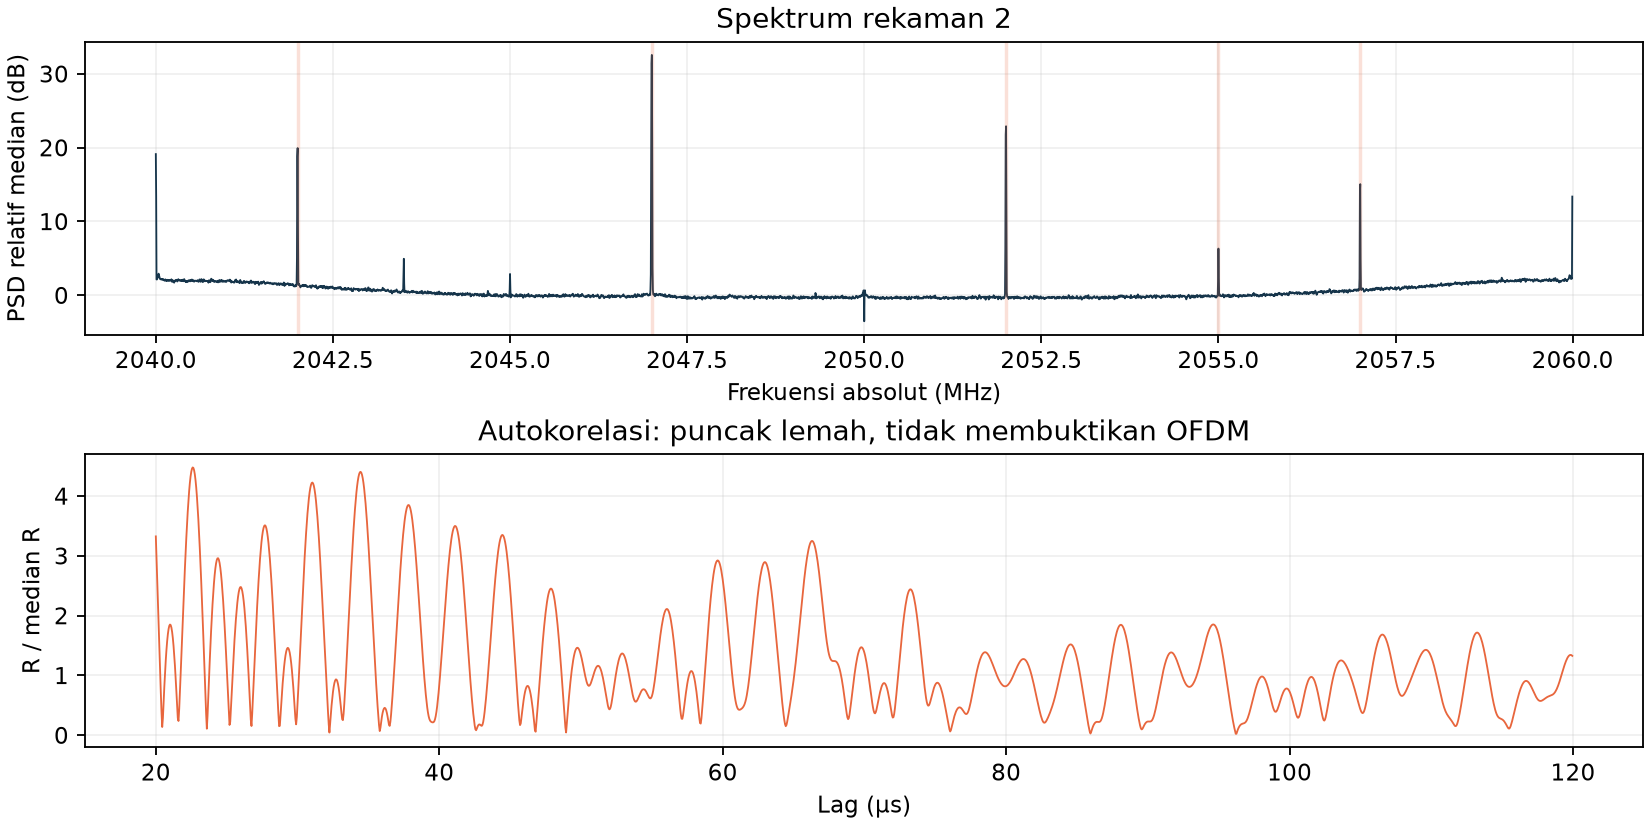 Spektrum rekaman 2
PSD relatif median (dB)
30
20
10
0
2040.0 2042.5 2045.0 2047.5 2050.0 2052.5 2055.0 2057.5 2060.0
Frekuensi absolut (MHz)
Autokorelasi: puncak lemah, tidak membuktikan OFDM
R / median R
4
3
2
1
0
20 40 60 80 100 120
Lag (µs)